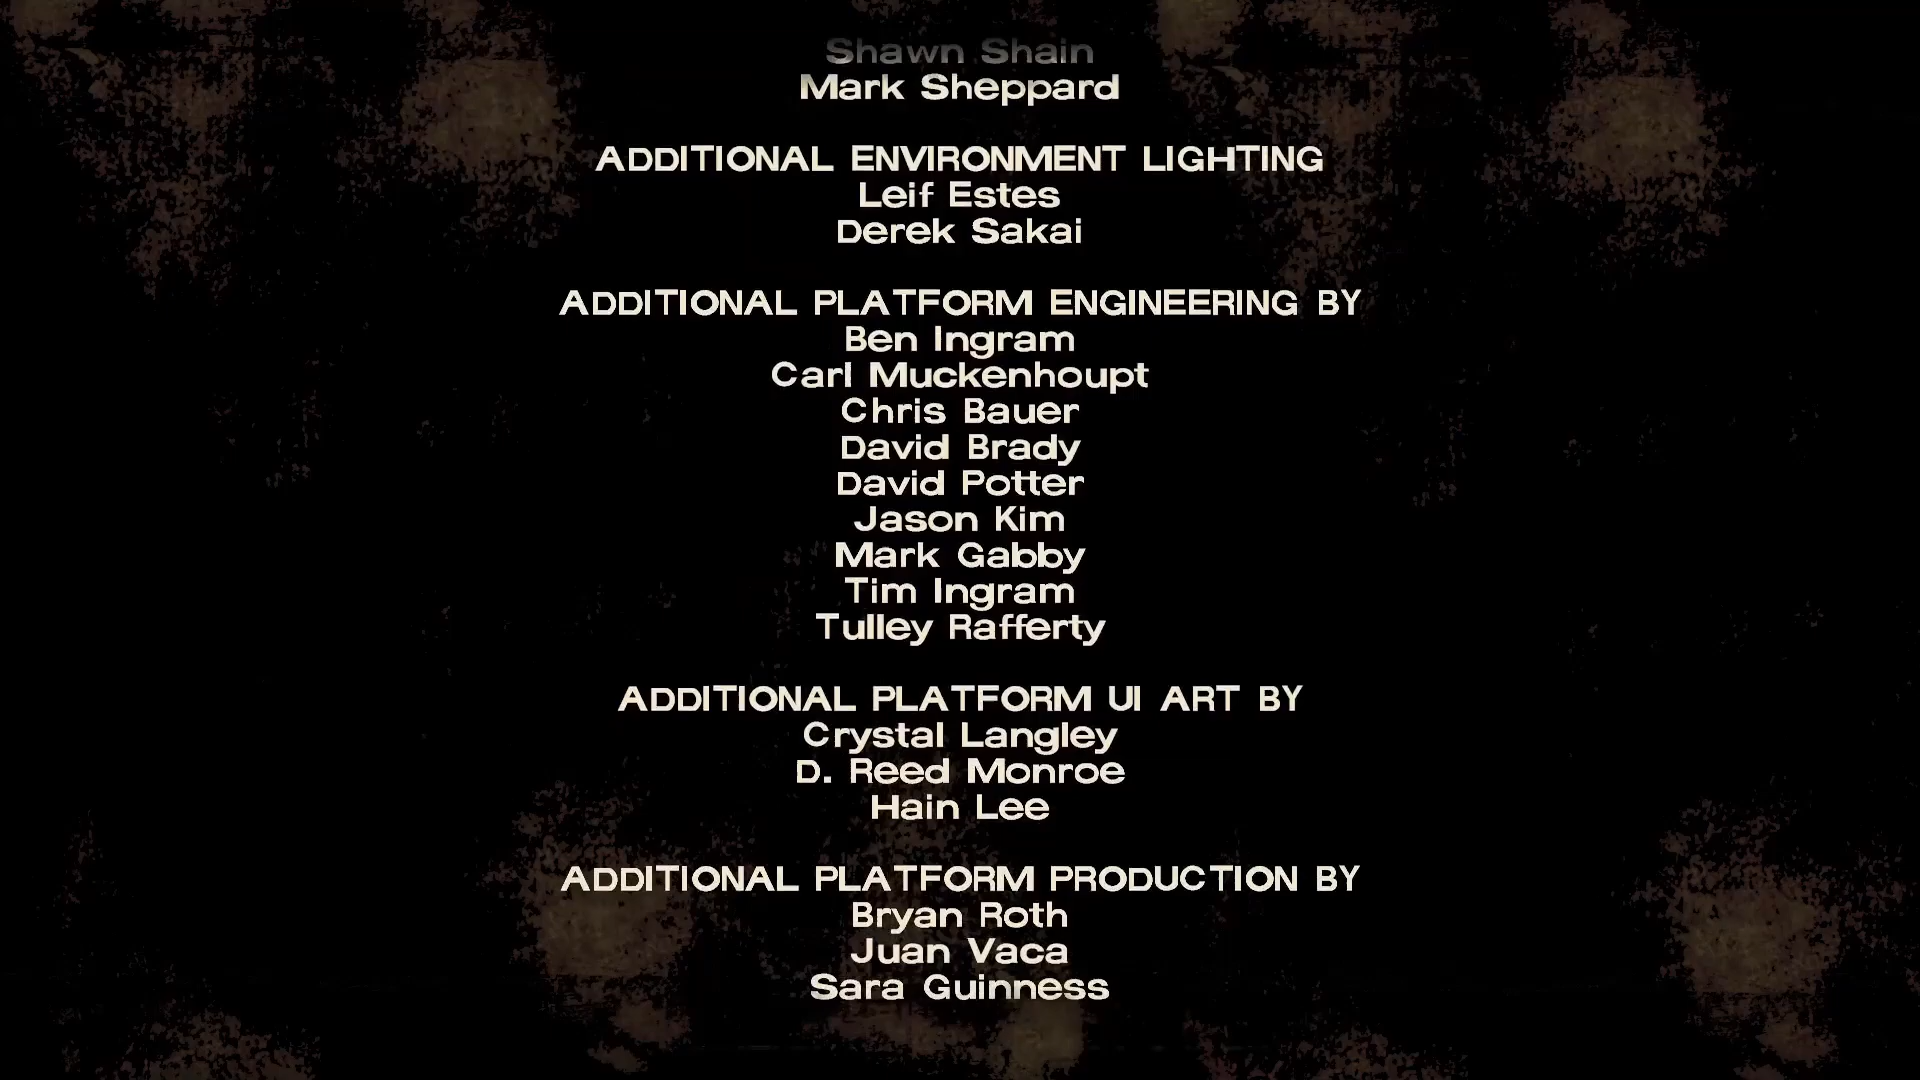 Shawn Shain
Mark Sheppard
ADDITIONAL ENVIRONMENT LIGHTING
Leif Estes
Derek Sakai
ADDITIONAL PLATFORM ENGINEERING BY
Ben Ingram
Carl Muckenhoupt
Chris Bauer
David Brady
David Potter
Jason Kim
Mark Gabby
Tim Ingram
Tulley Rafferty
ADDITIONAL PLATFORM UI ART BY
Crystal Langley
D. Reed Monroe
Hain Lee
ADDITIONAL PLATFORM PRODUCTION BY
Bryan Roth
Juan Vaca
Sara Guinness